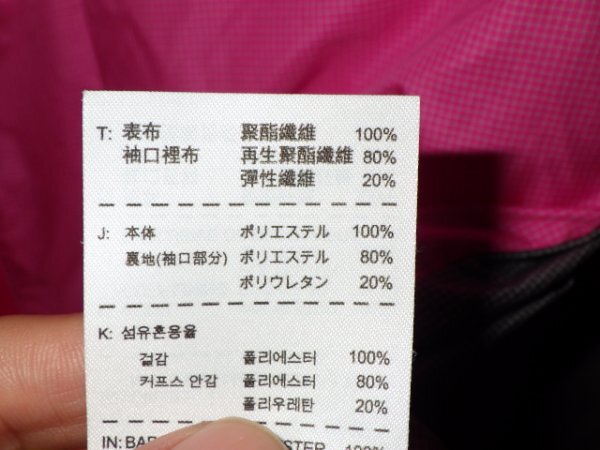 T: 表布 聚酯纖維 100%
袖口裡布 再生聚酯纖維 80%
彈性纖維 20%
J: 本体 ポリエステル 100%
裏地(袖口部分) ポリエステル 80%
ポリウレタン 20%
K: 섬유혼용율
겉감 폴리에스터 100%
커프스 안감 폴리에스터 80%
폴리우레탄 20%
IN: